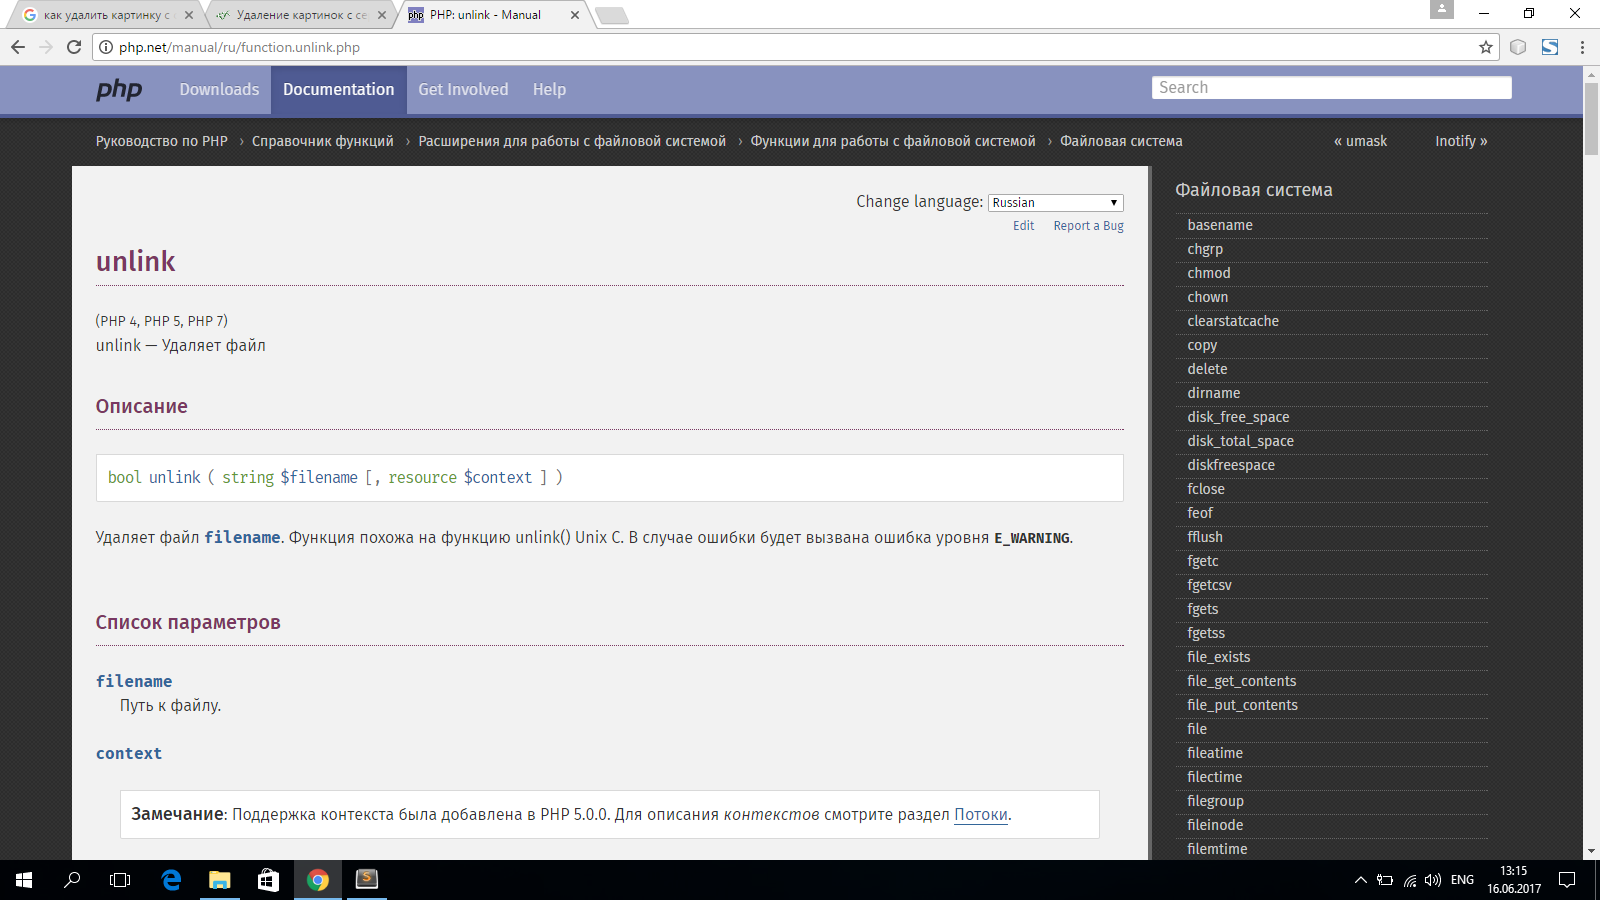 как удалить картинку с
Удаление картинок с се
PHP: unlink - Manual
php.net/manual/ru/function.unlink.php
php
Downloads
Documentation
Get Involved
Help
Search
Руководство по PHP › Справочник функций › Расширения для работы с файловой системой › Функции для работы с файловой системой › Файловая система
« umask
Inotify »
Change language: Russian
Edit
Report a Bug
unlink
(PHP 4, PHP 5, PHP 7)
unlink — Удаляет файл
Описание
bool unlink ( string $filename [, resource $context ] )
Удаляет файл filename. Функция похожа на функцию unlink() Unix C. В случае ошибки будет вызвана ошибка уровня E_WARNING.
Список параметров
filename
Путь к файлу.
context
Замечание: Поддержка контекста была добавлена в PHP 5.0.0. Для описания контекстов смотрите раздел Потоки.
Файловая система
basename
chgrp
chmod
chown
clearstatcache
copy
delete
dirname
disk_free_space
disk_total_space
diskfreespace
fclose
feof
fflush
fgetc
fgetcsv
fgets
fgetss
file_exists
file_get_contents
file_put_contents
file
fileatime
filectime
filegroup
fileinode
filemtime
ENG
13:15
16.06.2017